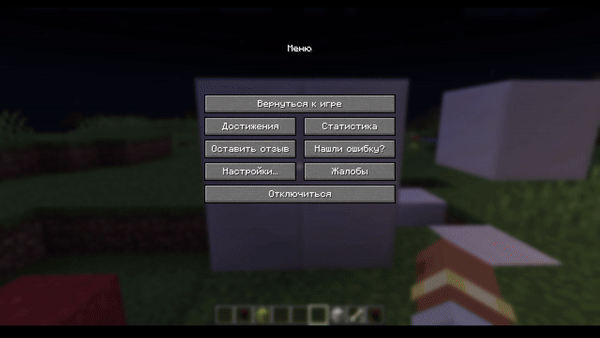 Меню
Вернуться к игре
Достижения
Статистика
Оставить отзыв
Нашли ошибку?
Настройки...
Жалобы
Отключиться